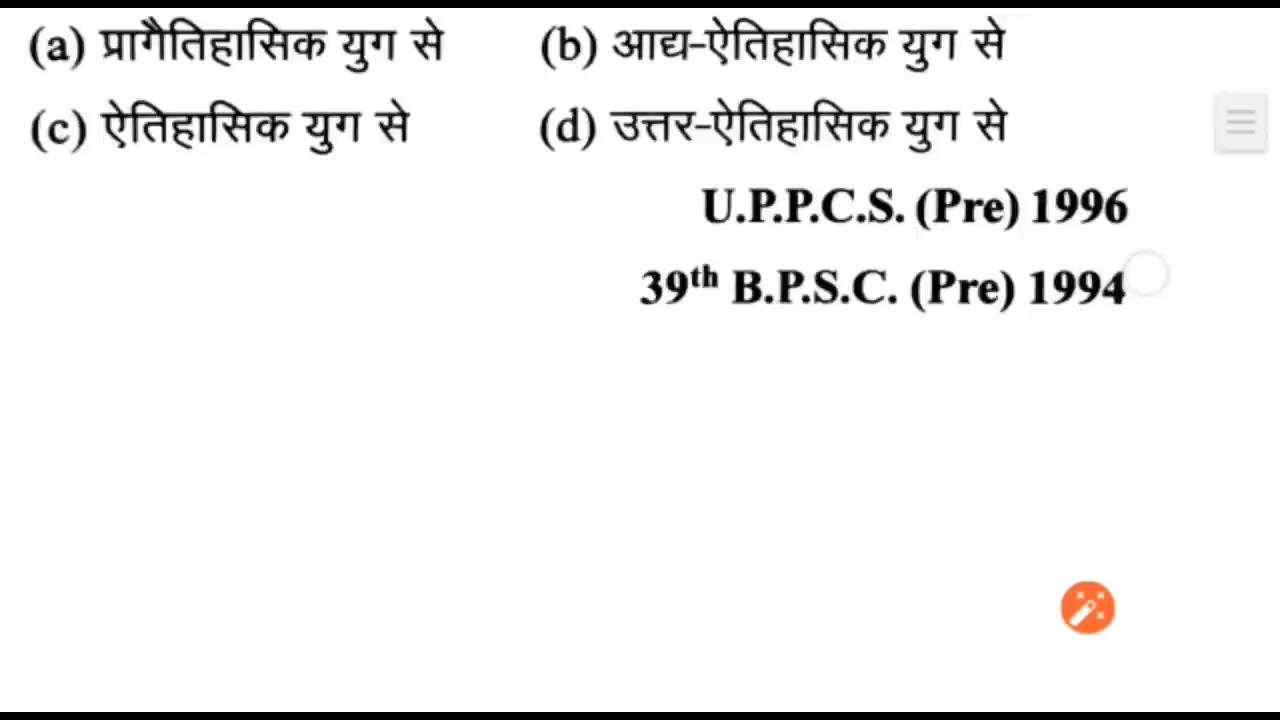 (a) प्रागैतिहासिक युग से (b) आद्य-ऐतिहासिक युग से
(c) ऐतिहासिक युग से (d) उत्तर-ऐतिहासिक युग से
U.P.P.C.S. (Pre) 1996
39th B.P.S.C. (Pre) 1994